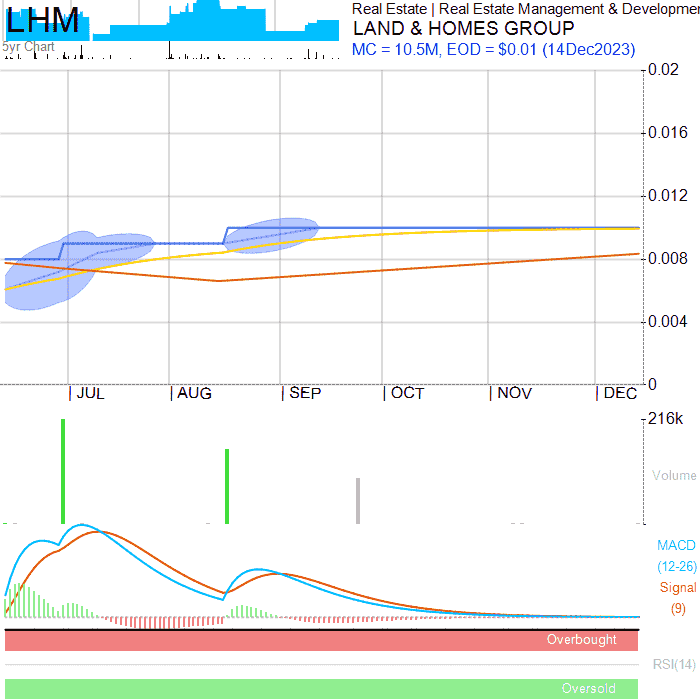 LHM
5yr Chart
Real Estate | Real Estate Management & Developmen
LAND & HOMES GROUP
MC = 10.5M, EOD = $0.01 (14Dec2023)
0.02
0.016
0.012
0.008
0.004
0
JUL AUG SEP OCT NOV DEC
216k
Volume
MACD
(12-26)
Signal
(9)
Overbought
RSI(14)
Oversold